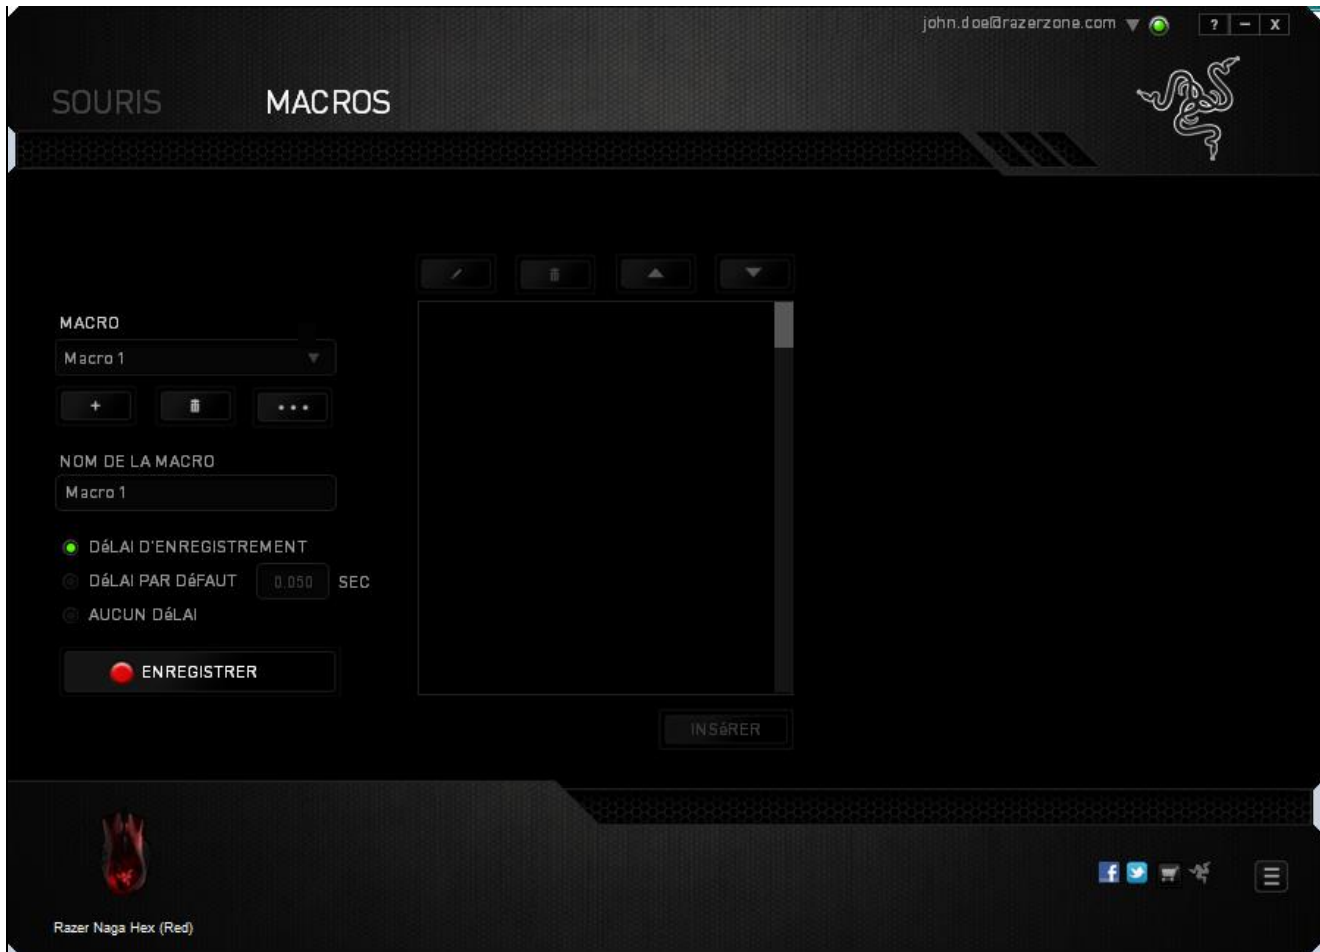 john.doe@razerzone.com
? – X
SOURIS MACROS
MACRO
Macro 1
+
• • •
NOM DE LA MACRO
Macro 1
DéLAI D'ENREGISTREMENT
DéLAI PAR DéFAUT 0.050 SEC
AUCUN DéLAI
ENREGISTRER
INSéRER
Razer Naga Hex (Red)